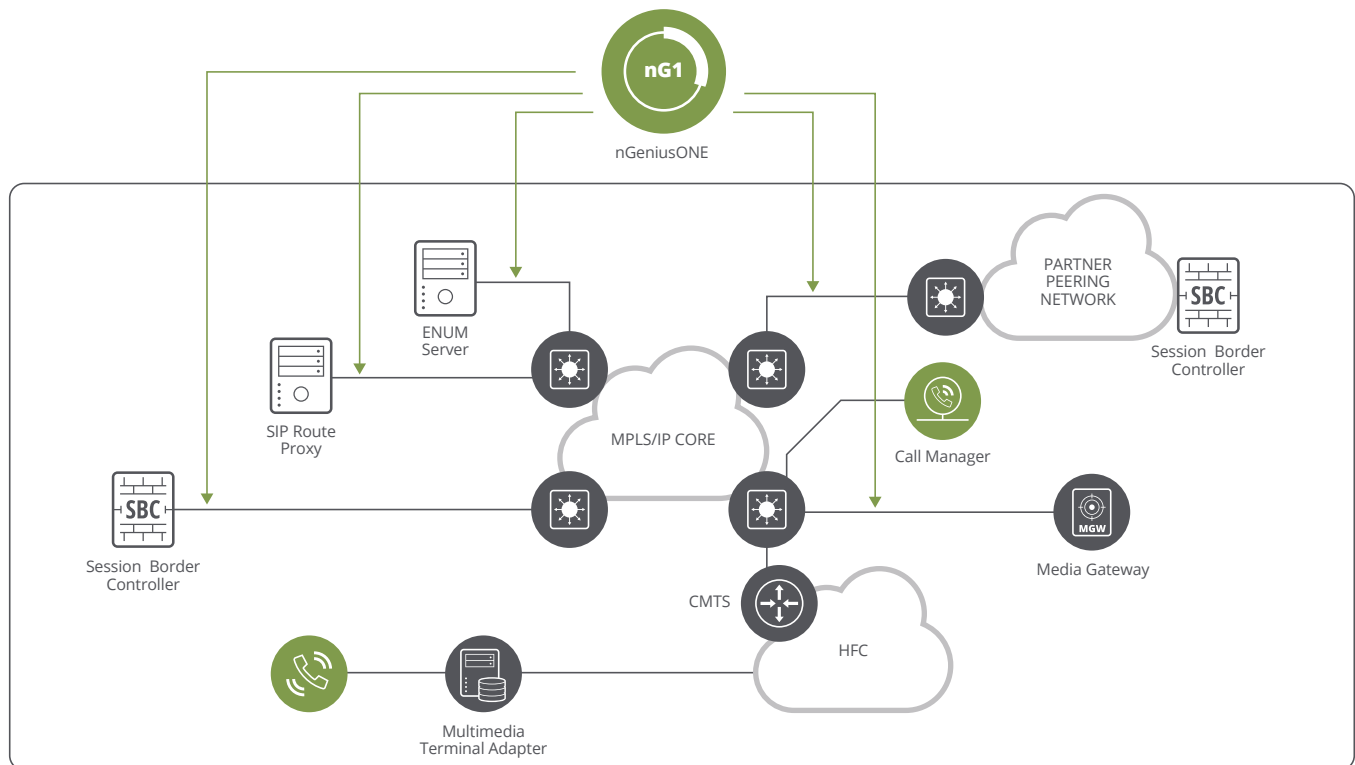 nG1
nGeniusONE
PARTNER
PEERING
NETWORK
SBC
Session Border
Controller
ENUM
Server
SIP Route
Proxy
MPLS/IP CORE
Call Manager
SBC
Session Border
Controller
MGW
Media Gateway
CMTS
HFC
Multimedia
Terminal Adapter